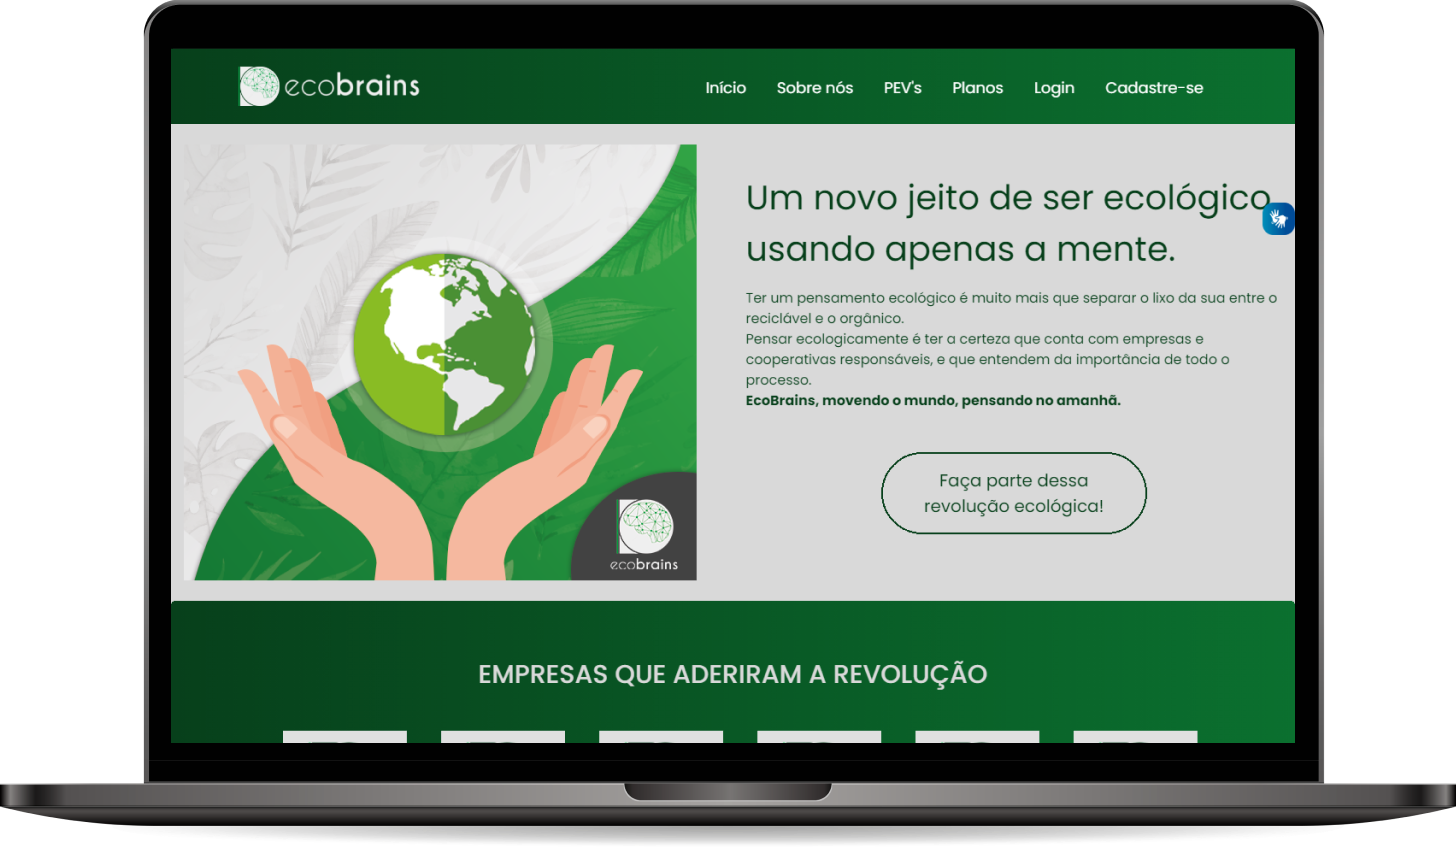 ecobrains
Início Sobre nós PEV's Planos Login Cadastre-se
Um novo jeito de ser ecológico
usando apenas a mente.
Ter um pensamento ecológico é muito mais que separar o lixo da sua entre o
reciclável e o orgânico.
Pensar ecologicamente é ter a certeza que conta com empresas e
cooperativas responsáveis, e que entendem da importância de todo o
processo.
EcoBrains, movendo o mundo, pensando no amanhã.
Faça parte dessa
revolução ecológica!
ecobrains
EMPRESAS QUE ADERIRAM A REVOLUÇÃO